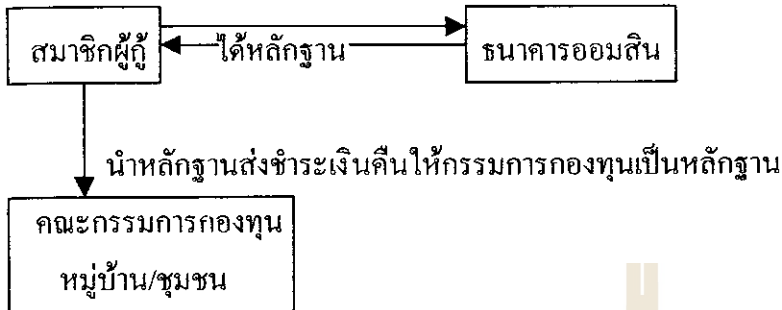 สมาชิกผู้กู้
ได้หลักฐาน
ธนาคารออมสิน
นำหลักฐานส่งชำระเงินคืนให้กรรมการกองทุนเป็นหลักฐาน
คณะกรรมการกองทุน
หมู่บ้าน/ชุมชน